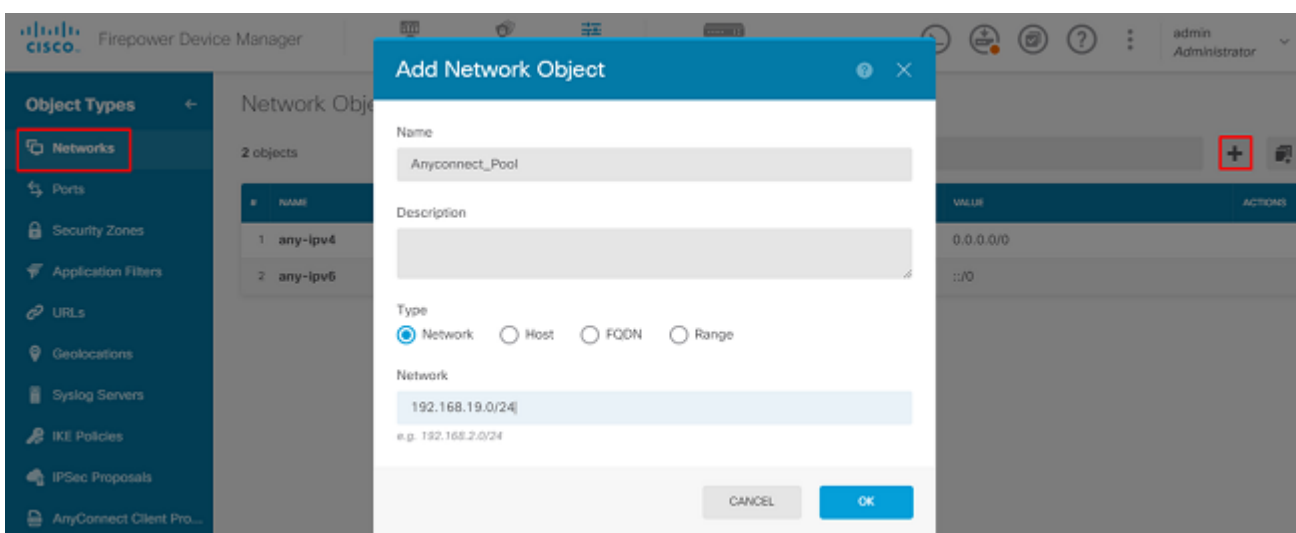 CISCO
Firepower Device Manager
admin
Administrator
Add Network Object
Object Types
Networks
Ports
Security Zones
Application Filters
URLs
Geolocations
Syslog Servers
IKE Policies
IPSec Proposals
AnyConnect Client Pro...
Network Obje
2 objects
# NAME VALUE ACTIONS
1 any-ipv4 0.0.0.0/0
2 any-ipv6 ::/0
Name
Anyconnect_Pool
Description
Type
Network Host FQDN Range
Network
192.168.19.0/24
e.g. 192.168.2.0/24
CANCEL OK